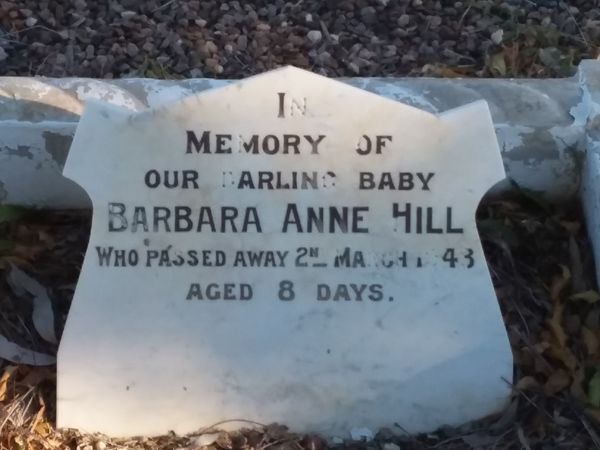 IN
MEMORY OF
OUR DARLING BABY
BARBARA ANNE HILL
WHO PASSED AWAY 2ND MARCH
AGED 8 DAYS.